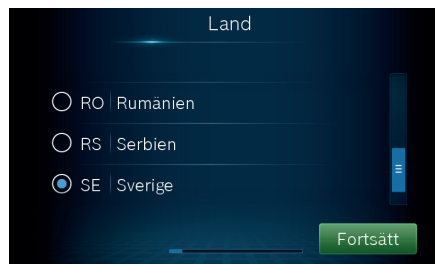 Land
RO Rumänien
RS Serbien
SE Sverige
Fortsätt